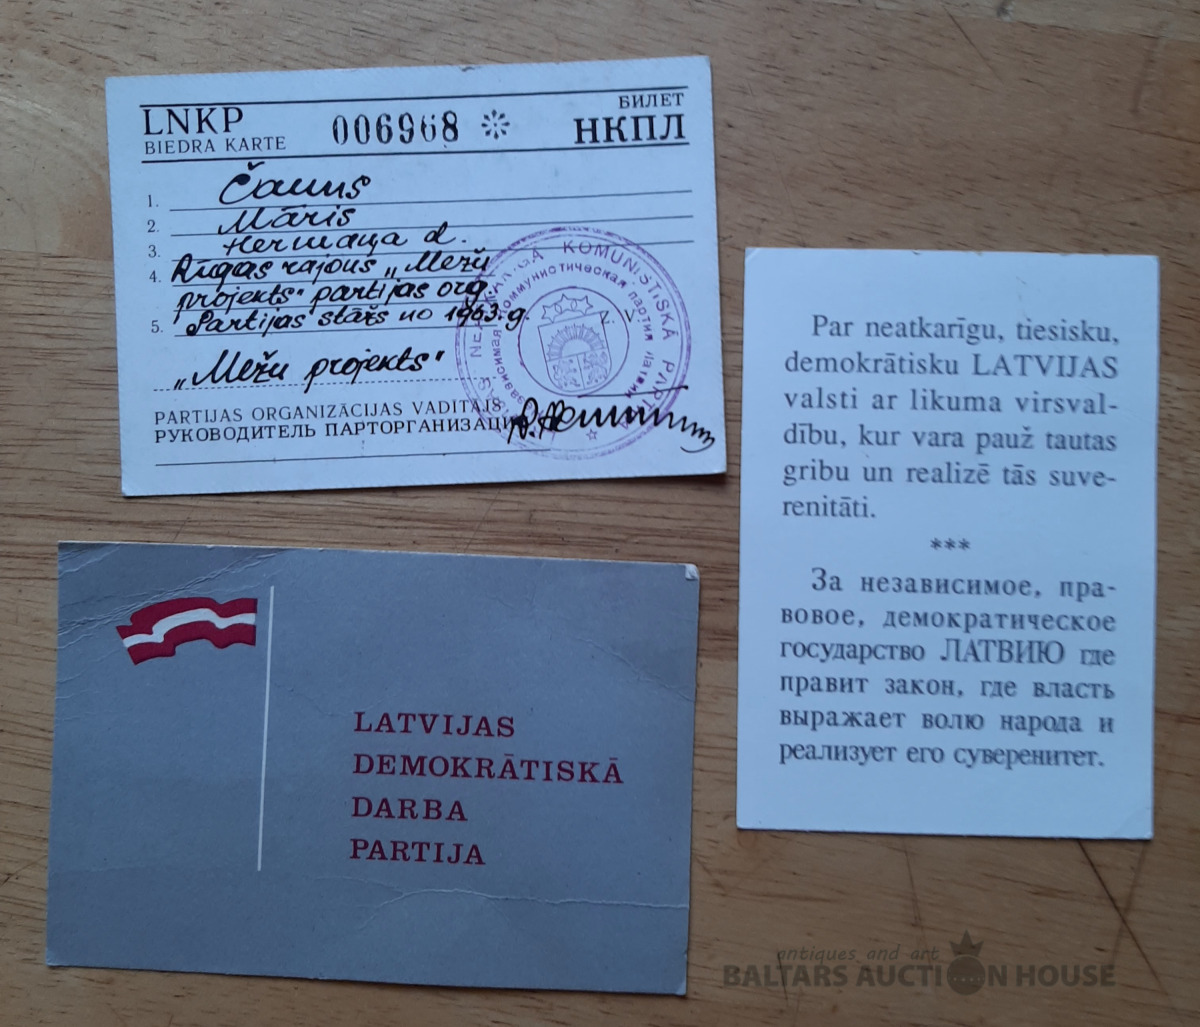 LNKP
BIEDRA KARTE
006968 *
БИЛЕТ
НКПЛ
1. Čauns
2. Māris
3. Hermaņa d.
4. Rīgas rajons „Mežu
projekts" partijas org.
5. Partijas stāžs no 1963. g.
„Mežu projekts"
Z. V.
PARTIJAS ORGANIZĀCIJAS VADĪTĀJS
РУКОВОДИТЕЛЬ ПАРТОРГАНИЗАЦИИ
KOMUNISTISKĀ
коммунистическая партия
Par neatkarīgu, tiesisku,
demokrātisku LATVIJAS
valsti ar likuma virsval-
dību, kur vara pauž tautas
gribu un realizē tās suve-
renitāti.
***
За независимое, пра-
вовое, демократическое
государство ЛАТВИЮ где
правит закон, где власть
выражает волю народа и
реализует его суверенитет.
LATVIJAS
DEMOKRĀTISKĀ
DARBA
PARTIJA
antiques and art
BALTARS AUCTION HOUSE